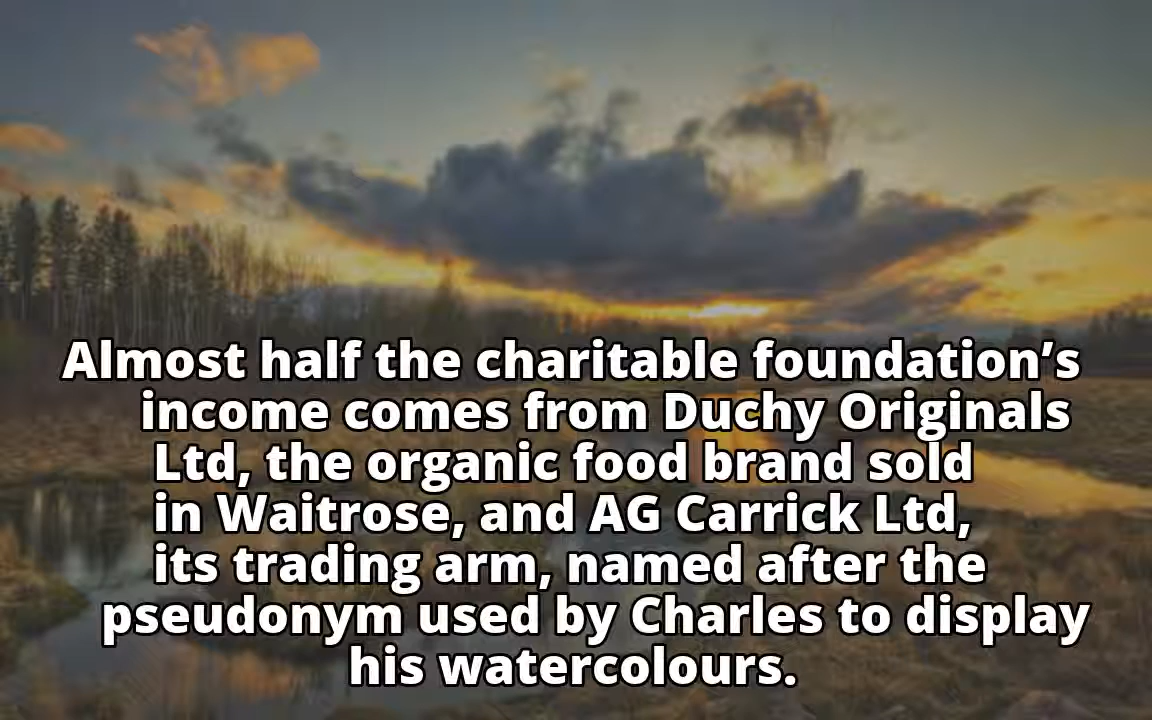 Almost half the charitable foundation’s
income comes from Duchy Originals
Ltd, the organic food brand sold
in Waitrose, and AG Carrick Ltd,
its trading arm, named after the
pseudonym used by Charles to display
his watercolours.